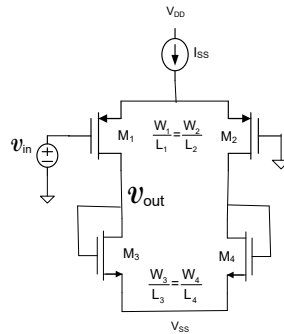 V_DD
I_SS
v_in
M_1
W_1/L_1 = W_2/L_2
M_2
v_out
M_3
W_3/L_3 = W_4/L_4
M_4
V_SS